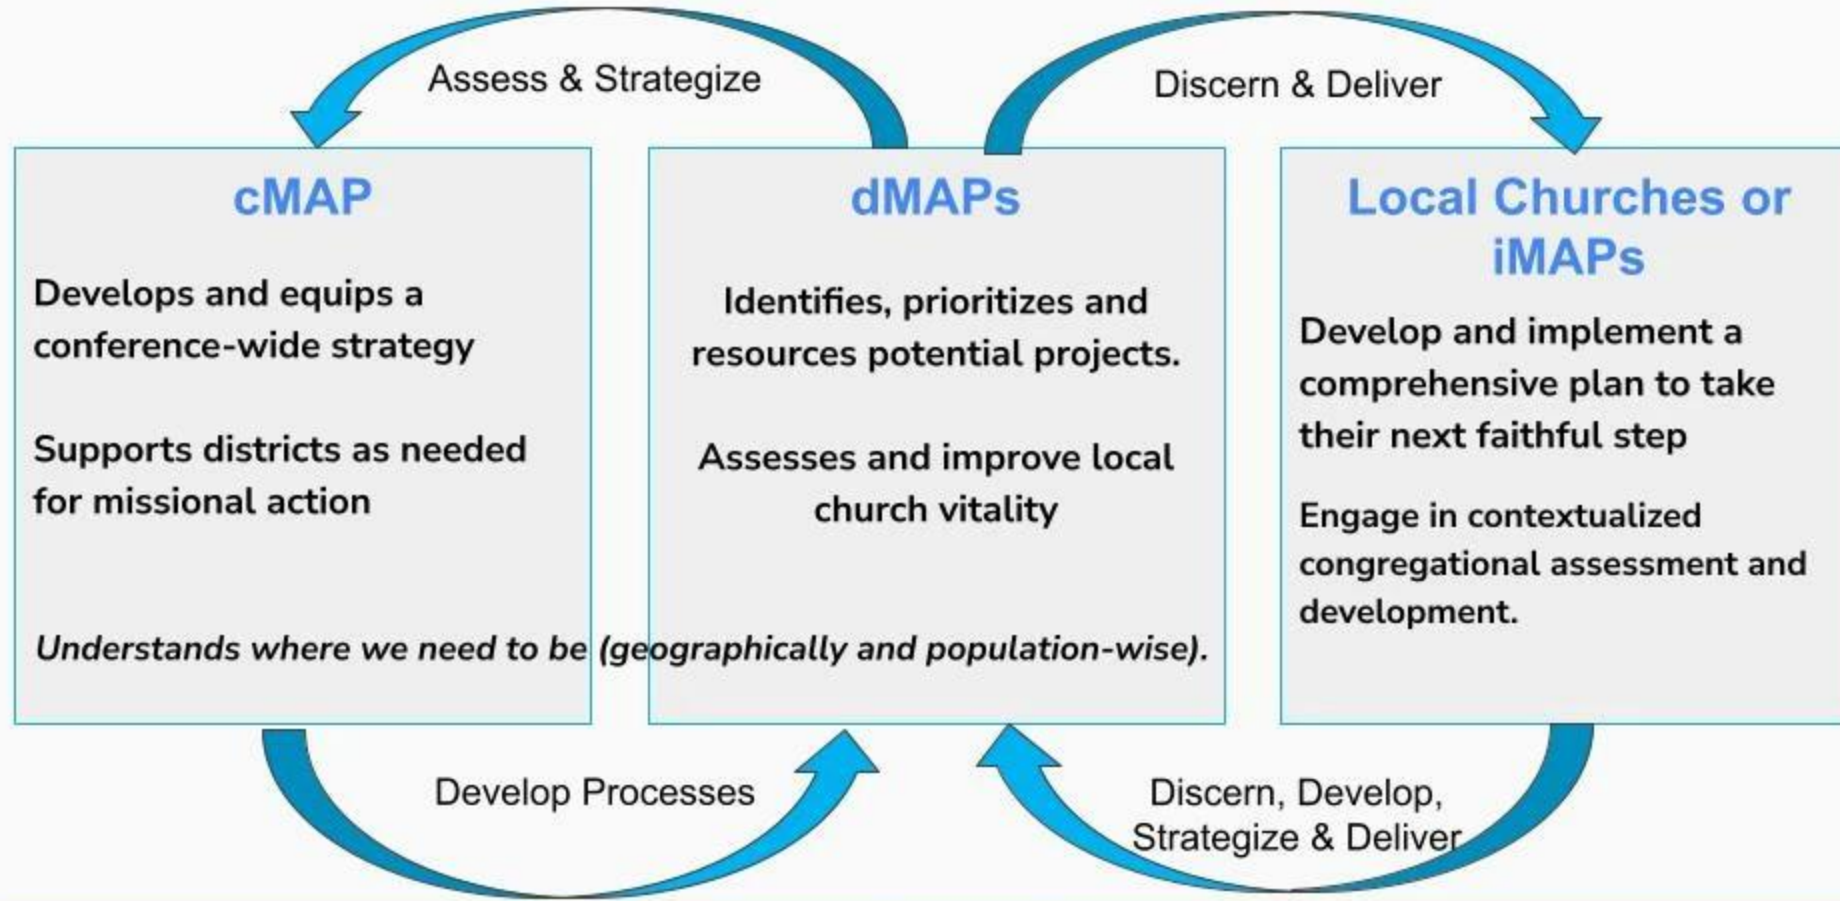 Assess & Strategize
Discern & Deliver
cMAP
Develops and equips a
conference-wide strategy
Supports districts as needed
for missional action
dMAPs
Identifies, prioritizes and
resources potential projects.
Assesses and improve local
church vitality
Understands where we need to be (geographically and population-wise).
Local Churches or
iMAPs
Develop and implement a
comprehensive plan to take
their next faithful step
Engage in contextualized
congregational assessment and
development.
Develop Processes
Discern, Develop,
Strategize & Deliver